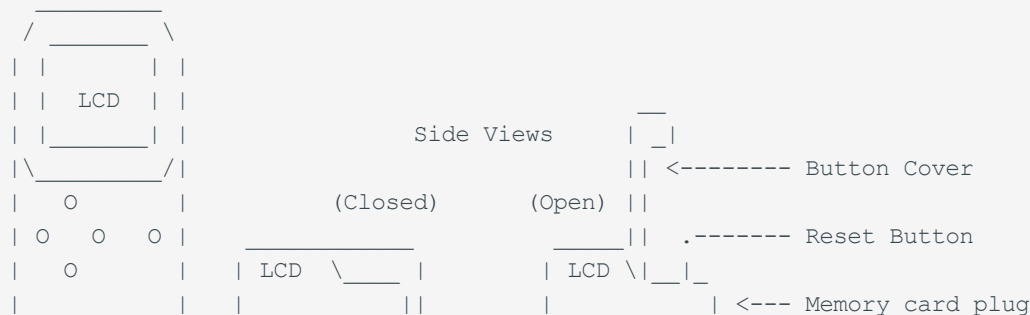 LCD
Side Views
<-------- Button Cover
O
(Closed) (Open)
O O O
.------- Reset Button
O
LCD LCD
<--- Memory card plug